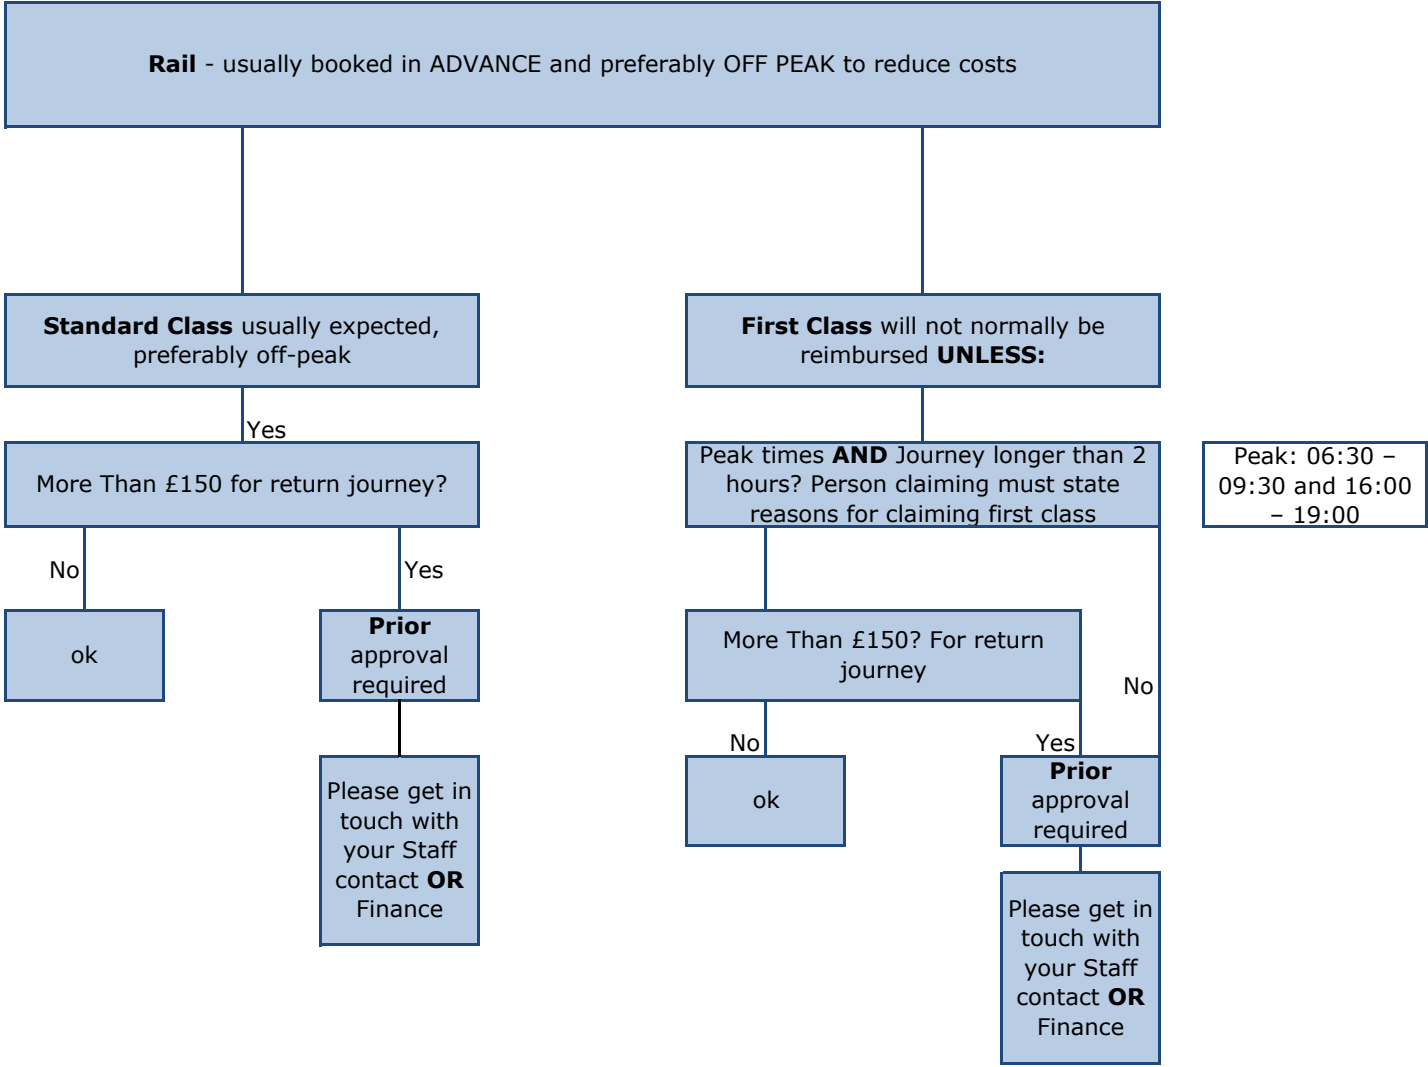 Rail - usually booked in ADVANCE and preferably OFF PEAK to reduce costs
Standard Class usually expected,
preferably off-peak
First Class will not normally be
reimbursed UNLESS:
Yes
More Than £150 for return journey?
Peak times AND Journey longer than 2
hours? Person claiming must state
reasons for claiming first class
Peak: 06:30 –
09:30 and 16:00
– 19:00
No
Yes
ok
Prior
approval
required
More Than £150? For return
journey
No
No
Yes
Please get in
touch with
your Staff
contact OR
Finance
ok
Prior
approval
required
Please get in
touch with
your Staff
contact OR
Finance